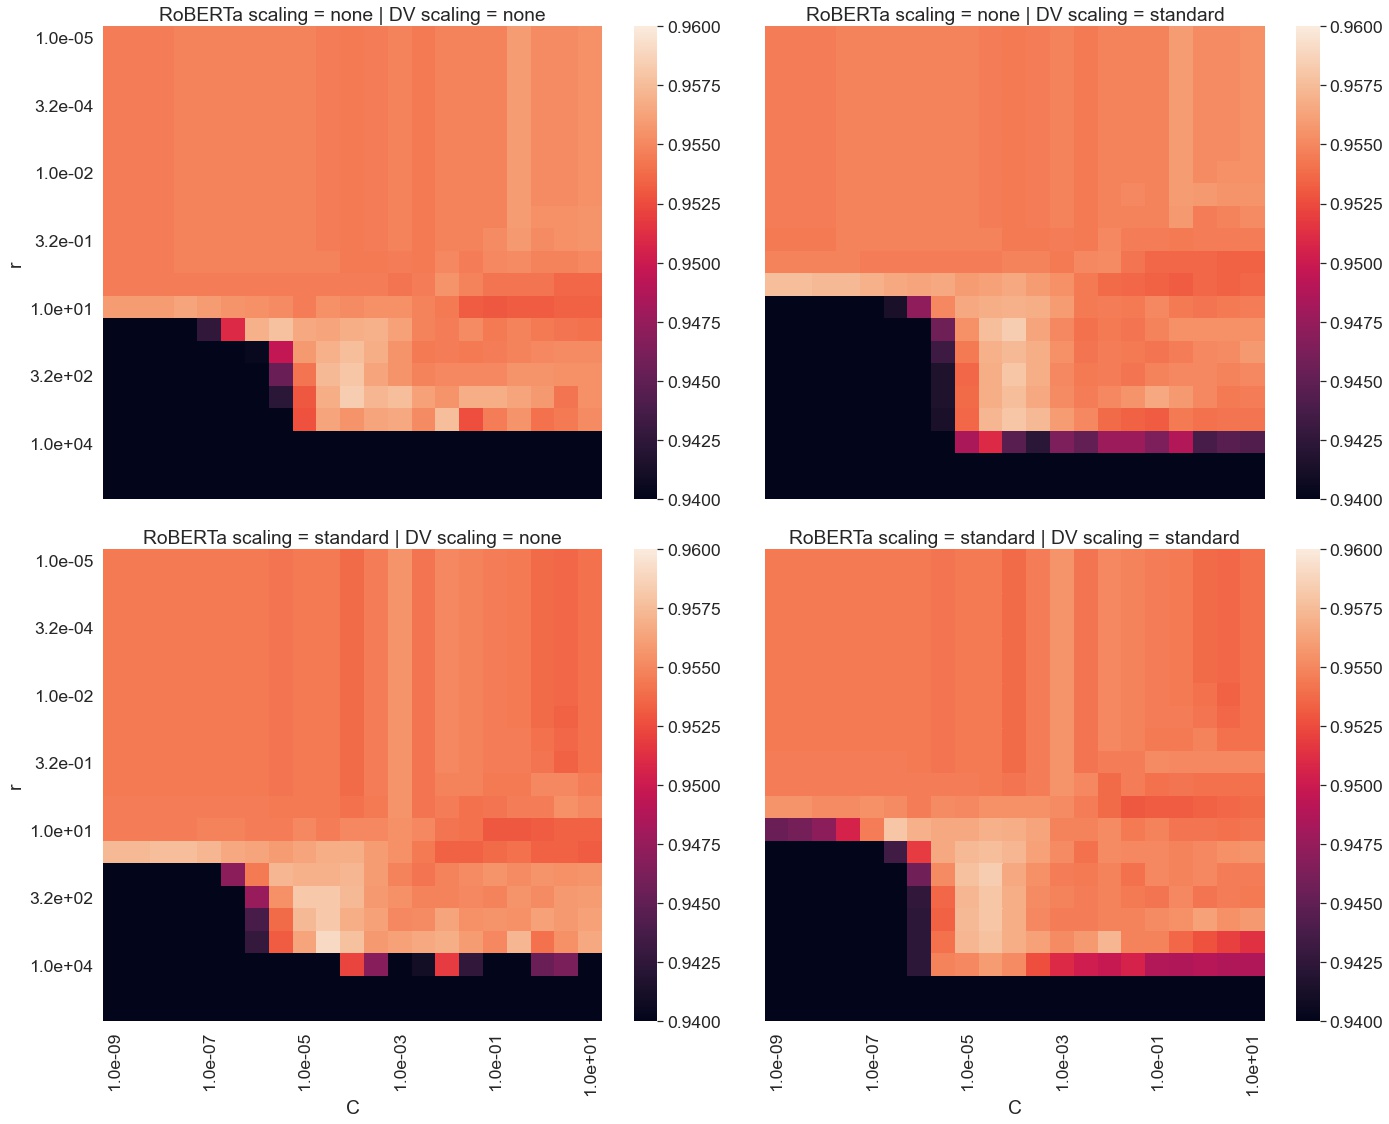 RoBERTa scaling = none | DV scaling = none
RoBERTa scaling = none | DV scaling = standard
1.0e-05
3.2e-04
1.0e-02
3.2e-01
1.0e+01
3.2e+02
1.0e+04
r
0.9600
0.9575
0.9550
0.9525
0.9500
0.9475
0.9450
0.9425
0.9400
0.9600
0.9575
0.9550
0.9525
0.9500
0.9475
0.9450
0.9425
0.9400
RoBERTa scaling = standard | DV scaling = none
RoBERTa scaling = standard | DV scaling = standard
1.0e-05
3.2e-04
1.0e-02
3.2e-01
1.0e+01
3.2e+02
1.0e+04
r
0.9600
0.9575
0.9550
0.9525
0.9500
0.9475
0.9450
0.9425
0.9400
0.9600
0.9575
0.9550
0.9525
0.9500
0.9475
0.9450
0.9425
0.9400
1.0e-09
1.0e-07
1.0e-05
1.0e-03
1.0e-01
1.0e+01
C
1.0e-09
1.0e-07
1.0e-05
1.0e-03
1.0e-01
1.0e+01
C